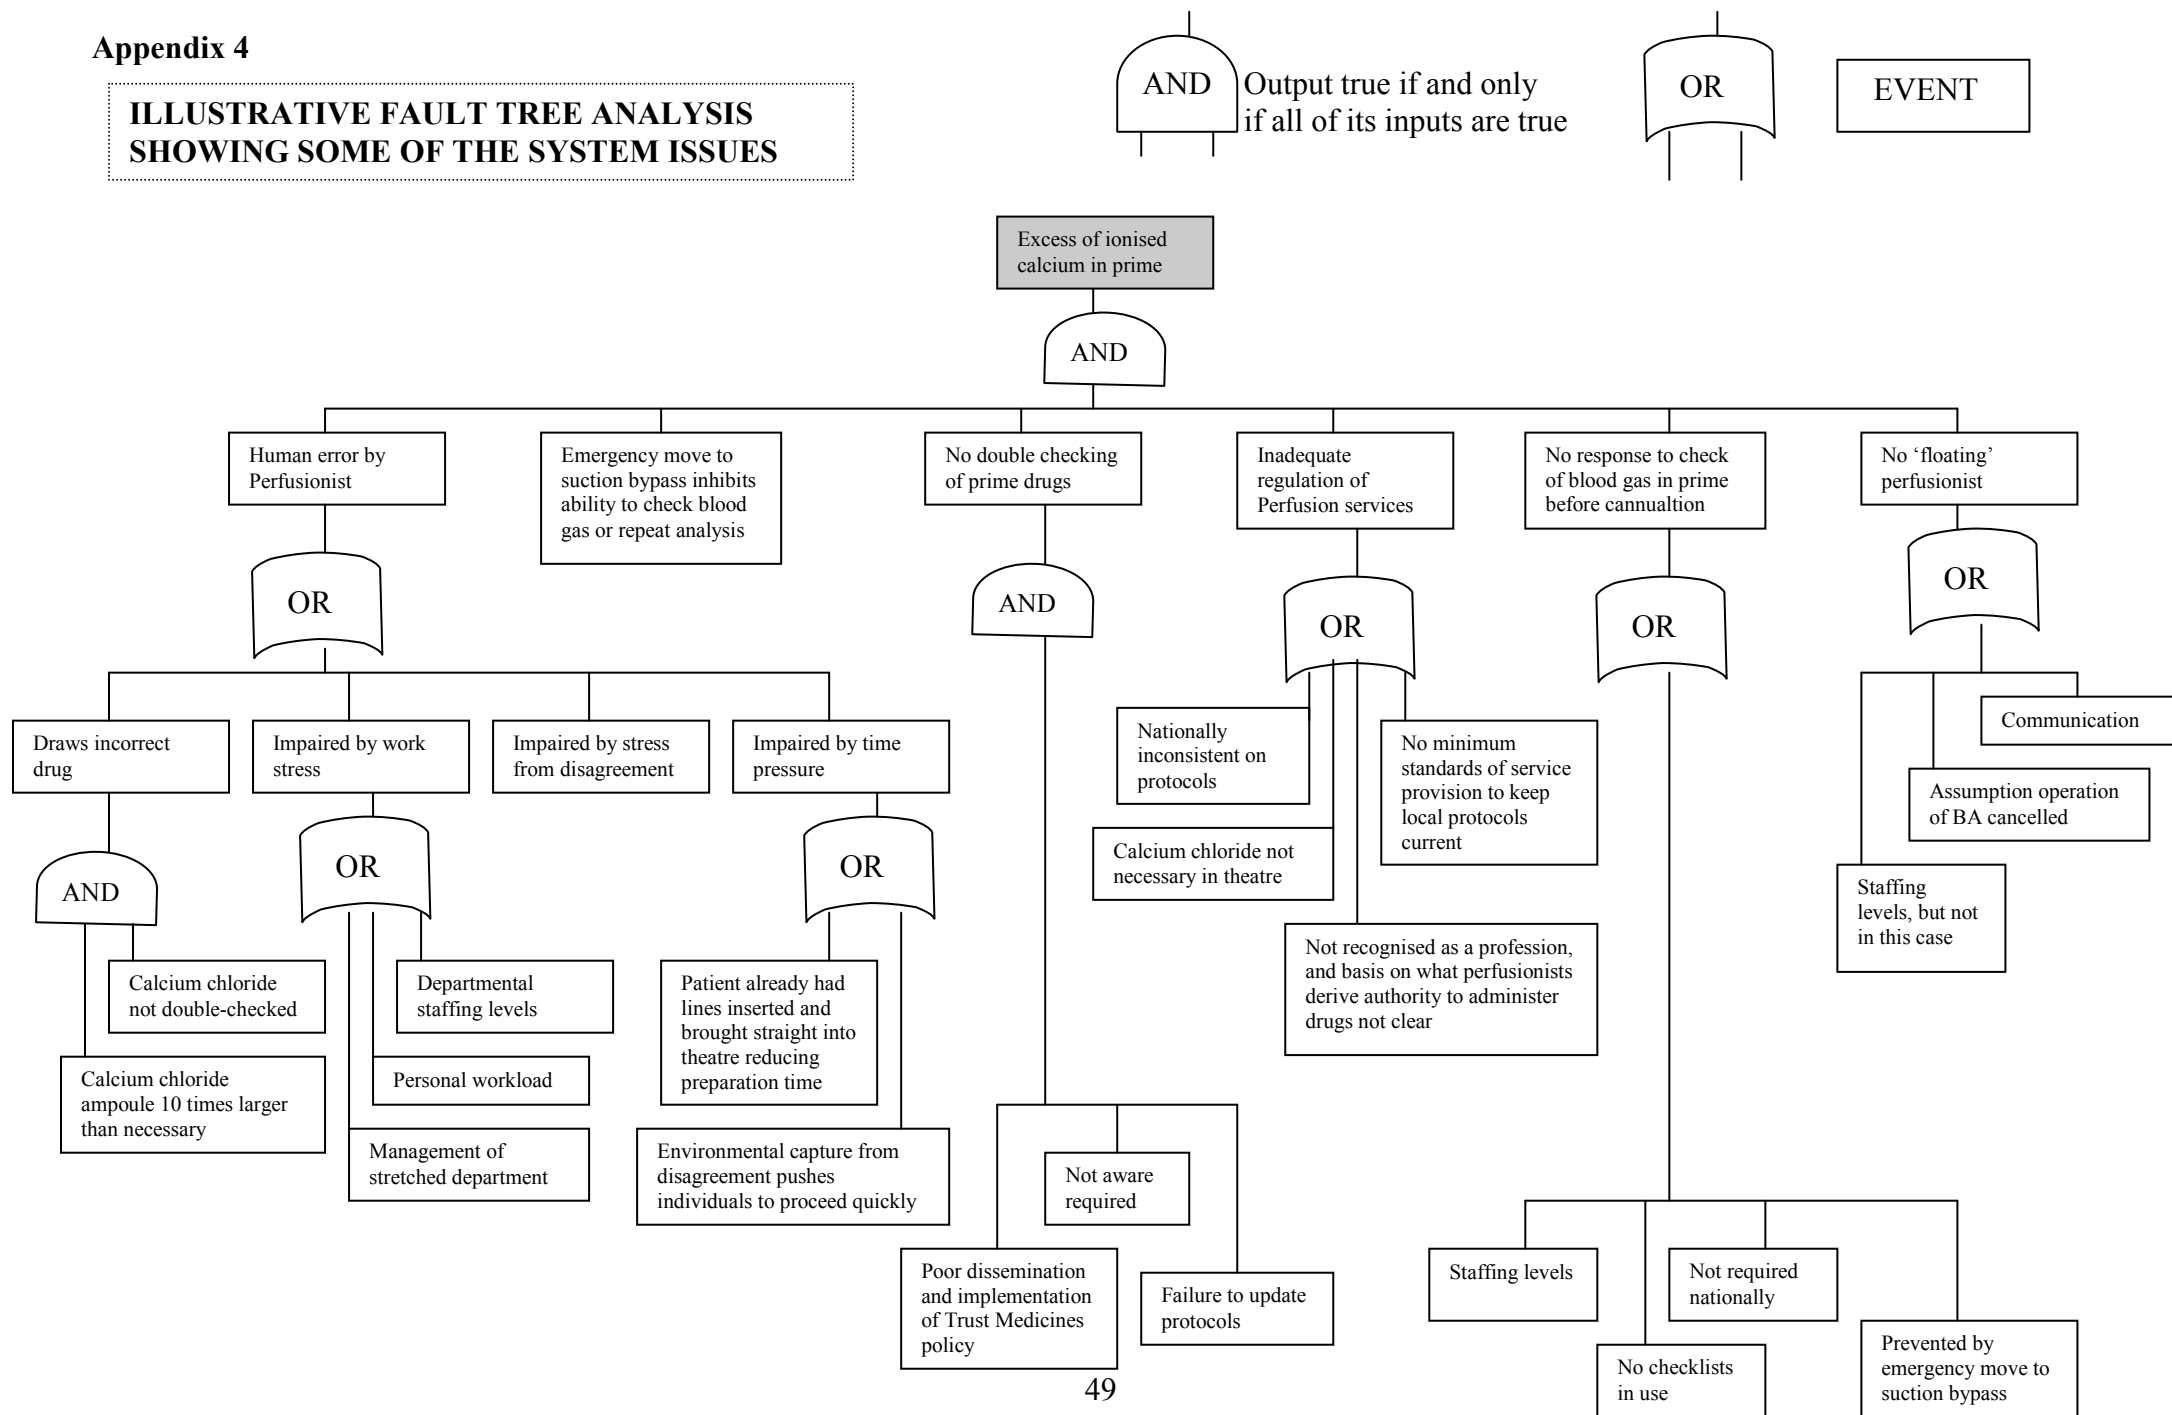 Appendix 4
ILLUSTRATIVE FAULT TREE ANALYSIS
SHOWING SOME OF THE SYSTEM ISSUES
AND
Output true if and only
if all of its inputs are true
OR
EVENT
Excess of ionised
calcium in prime
AND
Human error by
Perfusionist
Emergency move to
suction bypass inhibits
ability to check blood
gas or repeat analysis
No double checking
of prime drugs
Inadequate
regulation of
Perfusion services
No response to check
of blood gas in prime
before cannualtion
No ‘floating’
perfusionist
OR
AND
OR
OR
OR
Draws incorrect
drug
Impaired by work
stress
Impaired by stress
from disagreement
Impaired by time
pressure
Nationally
inconsistent on
protocols
No minimum
standards of service
provision to keep
local protocols
current
Communication
Assumption operation
of BA cancelled
Calcium chloride not
necessary in theatre
Staffing
levels, but not
in this case
AND
OR
OR
Not recognised as a profession,
and basis on what perfusionists
derive authority to administer
drugs not clear
Calcium chloride
not double-checked
Departmental
staffing levels
Patient already had
lines inserted and
brought straight into
theatre reducing
preparation time
Calcium chloride
ampoule 10 times larger
than necessary
Personal workload
Management of
stretched department
Environmental capture from
disagreement pushes
individuals to proceed quickly
Not aware
required
Poor dissemination
and implementation
of Trust Medicines
policy
Failure to update
protocols
Staffing levels
Not required
nationally
No checklists
in use
Prevented by
emergency move to
suction bypass
49